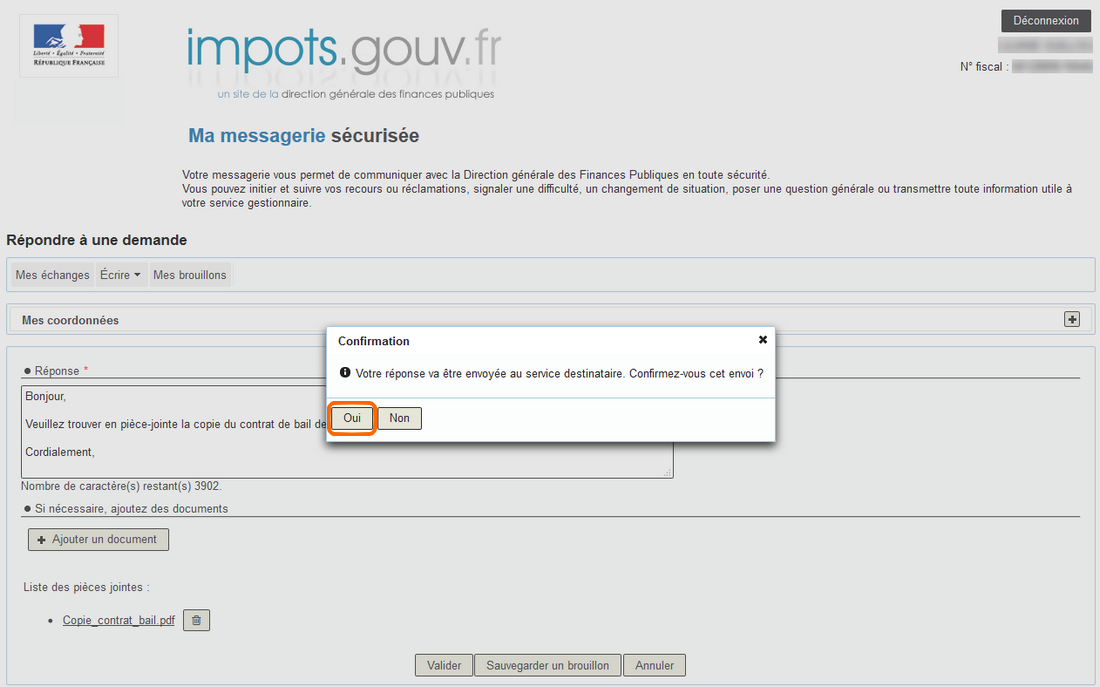 Déconnexion
Liberté • Égalité • Fraternité
RÉPUBLIQUE FRANÇAISE
impots.gouv.fr
N° fiscal :
un site de la direction générale des finances publiques
Ma messagerie sécurisée
Votre messagerie vous permet de communiquer avec la Direction générale des Finances Publiques en toute sécurité.
Vous pouvez initier et suivre vos recours ou réclamations, signaler une difficulté, un changement de situation, poser une question générale ou transmettre toute information utile à
votre service gestionnaire.
Répondre à une demande
Mes échanges Écrire Mes brouillons
Mes coordonnées
Confirmation
Votre réponse va être envoyée au service destinataire. Confirmez-vous cet envoi ?
Oui Non
Réponse *
Bonjour,
Veuillez trouver en pièce-jointe la copie du contrat de bail de
Cordialement,
Nombre de caractère(s) restant(s) 3902.
Si nécessaire, ajoutez des documents
Ajouter un document
Liste des pièces jointes :
Copie_contrat_bail.pdf
Valider Sauvegarder un brouillon Annuler